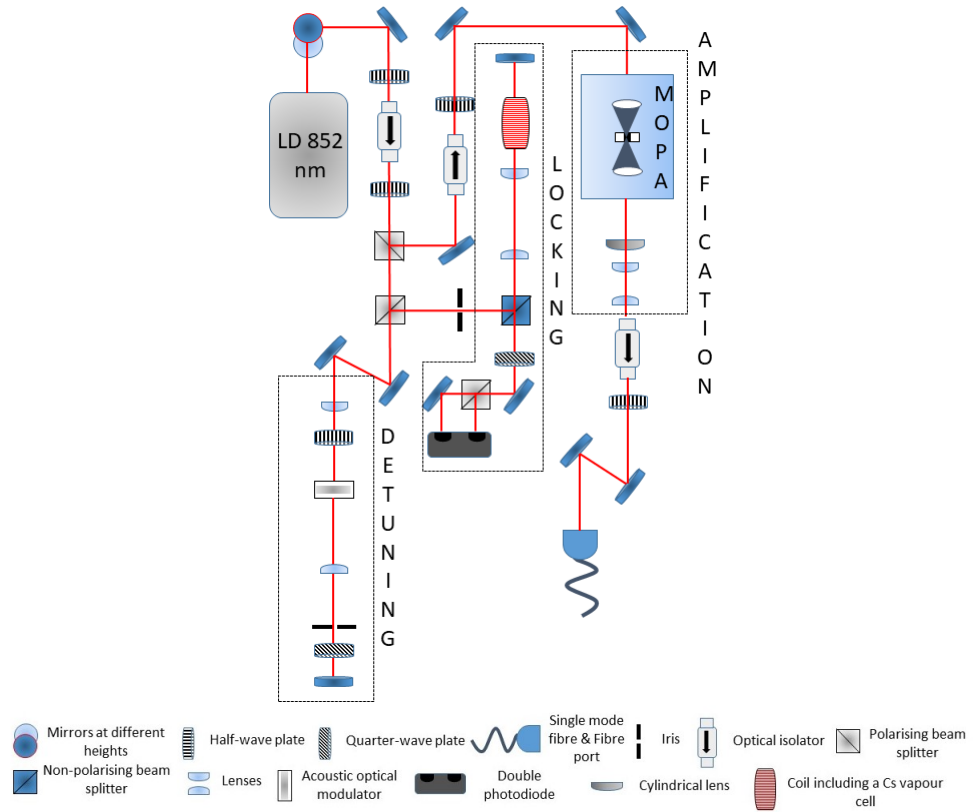 LD 852
nm
LOCKING
MOPA
AMPLIFICATION
DETUNING
Mirrors at different
heights
Half-wave plate
Quarter-wave plate
Single mode
fibre & Fibre
port
Iris
Optical isolator
Polarising beam
splitter
Non-polarising beam
splitter
Lenses
Acoustic optical
modulator
Double
photodiode
Cylindrical lens
Coil including a Cs vapour
cell